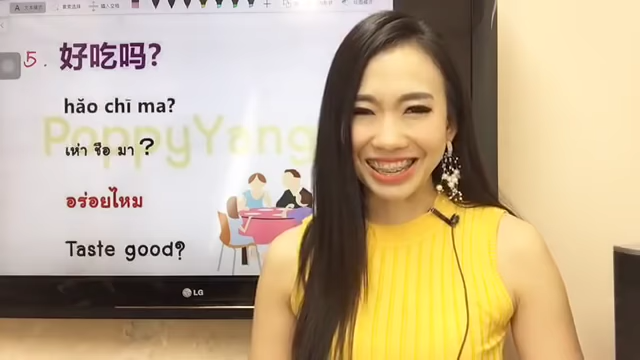 5. 好吃吗?
hǎo chī ma?
เห่า ชือ มา ?
PoppyYang
อร่อยไหม
Taste good?
LG